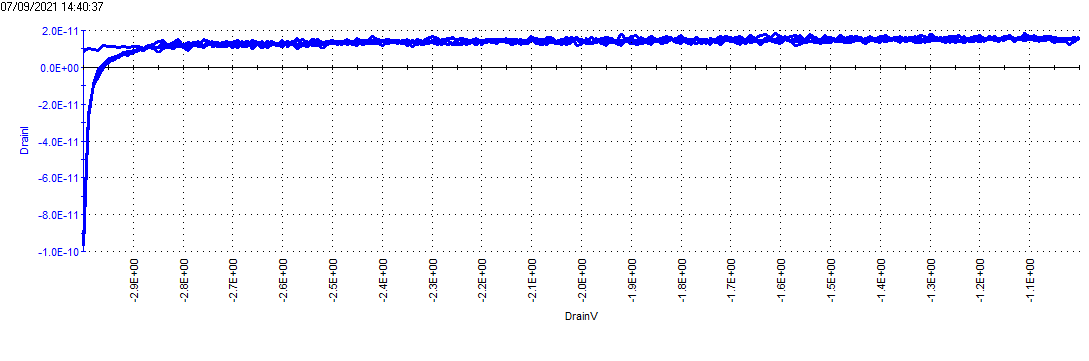 07/09/2021 14:40:37
2.0E-11
0.0E+00
-2.0E-11
-4.0E-11
-6.0E-11
-8.0E-11
-1.0E-10
DrainI
-2.9E+00
-2.8E+00
-2.7E+00
-2.6E+00
-2.5E+00
-2.4E+00
-2.3E+00
-2.2E+00
-2.1E+00
-2.0E+00
-1.9E+00
-1.8E+00
-1.7E+00
-1.6E+00
-1.5E+00
-1.4E+00
-1.3E+00
-1.2E+00
-1.1E+00
DrainV